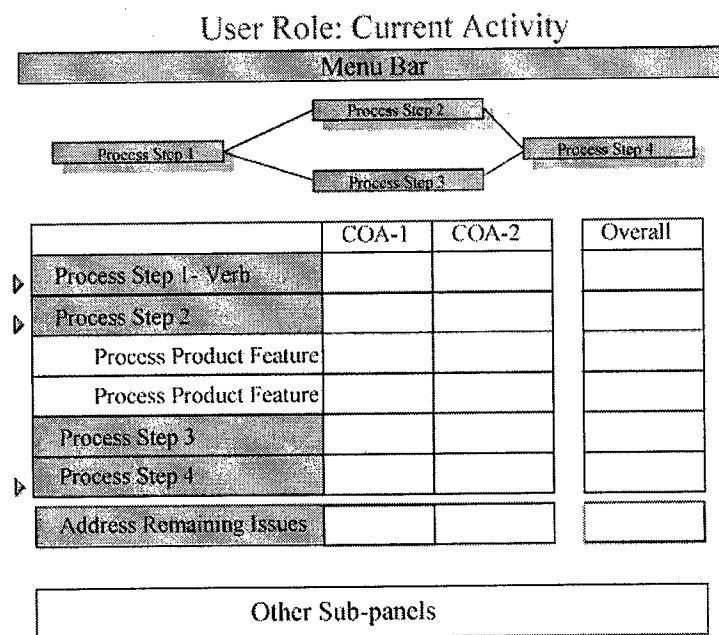 User Role: Current Activity
Menu Bar
Process Step 2
Process Step 1
Process Step 4
Process Step 3
COA-1 COA-2 Overall
Process Step 1- Verb
Process Step 2
Process Product Feature
Process Product Feature
Process Step 3
Process Step 4
Address Remaining Issues
Other Sub-panels